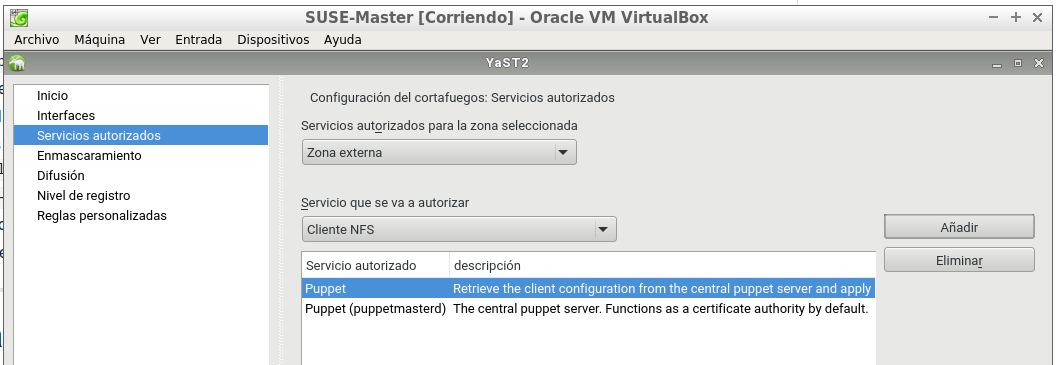 SUSE-Master [Corriendo] - Oracle VM VirtualBox
Archivo Máquina Ver Entrada Dispositivos Ayuda
YaST2
Inicio
Interfaces
Servicios autorizados
Enmascaramiento
Difusión
Nivel de registro
Reglas personalizadas
Configuración del cortafuegos: Servicios autorizados
Servicios autorizados para la zona seleccionada
Zona externa
Servicio que se va a autorizar
Cliente NFS
Servicio autorizado descripción
Puppet Retrieve the client configuration from the central puppet server and apply
Puppet (puppetmasterd) The central puppet server. Functions as a certificate authority by default.
Añadir
Eliminar